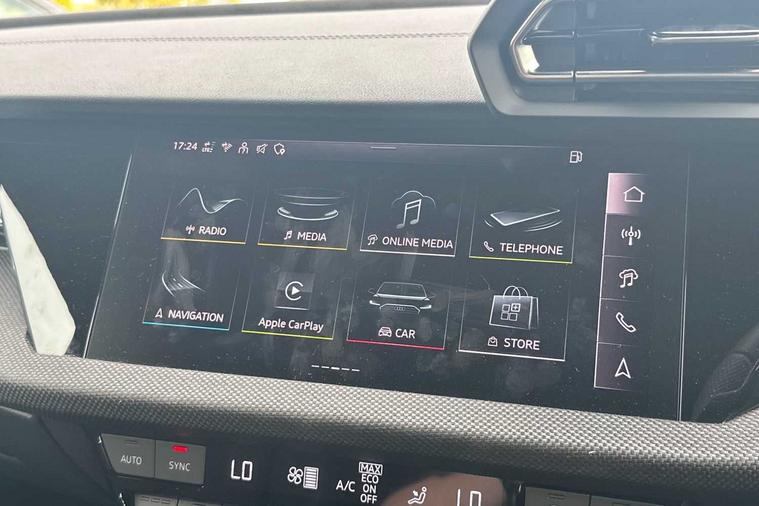 17:24
RADIO
MEDIA
ONLINE MEDIA
TELEPHONE
NAVIGATION
Apple CarPlay
CAR
STORE
AUTO
SYNC
LO
A/C
MAX
ECO
ON
OFF
LO